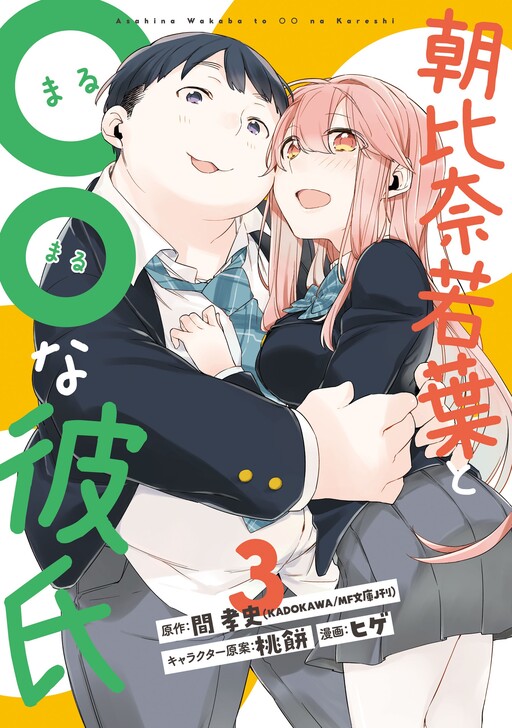 Asahina Wakaba to ○○ na Kareshi
朝比奈若葉と
○○な彼氏
まる
まる
3
原作:間 孝史(KADOKAWA/MF文庫J刊)
キャラクター原案:桃餅
漫画:ヒゲ